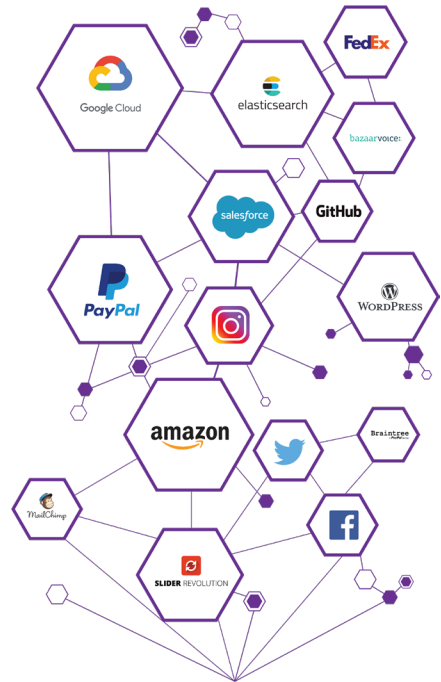 FedEx
Google Cloud
elasticsearch
bazaarvoice:
salesforce
GitHub
PayPal
WORDPRESS
amazon
Braintree
MailChimp
SLIDER REVOLUTION